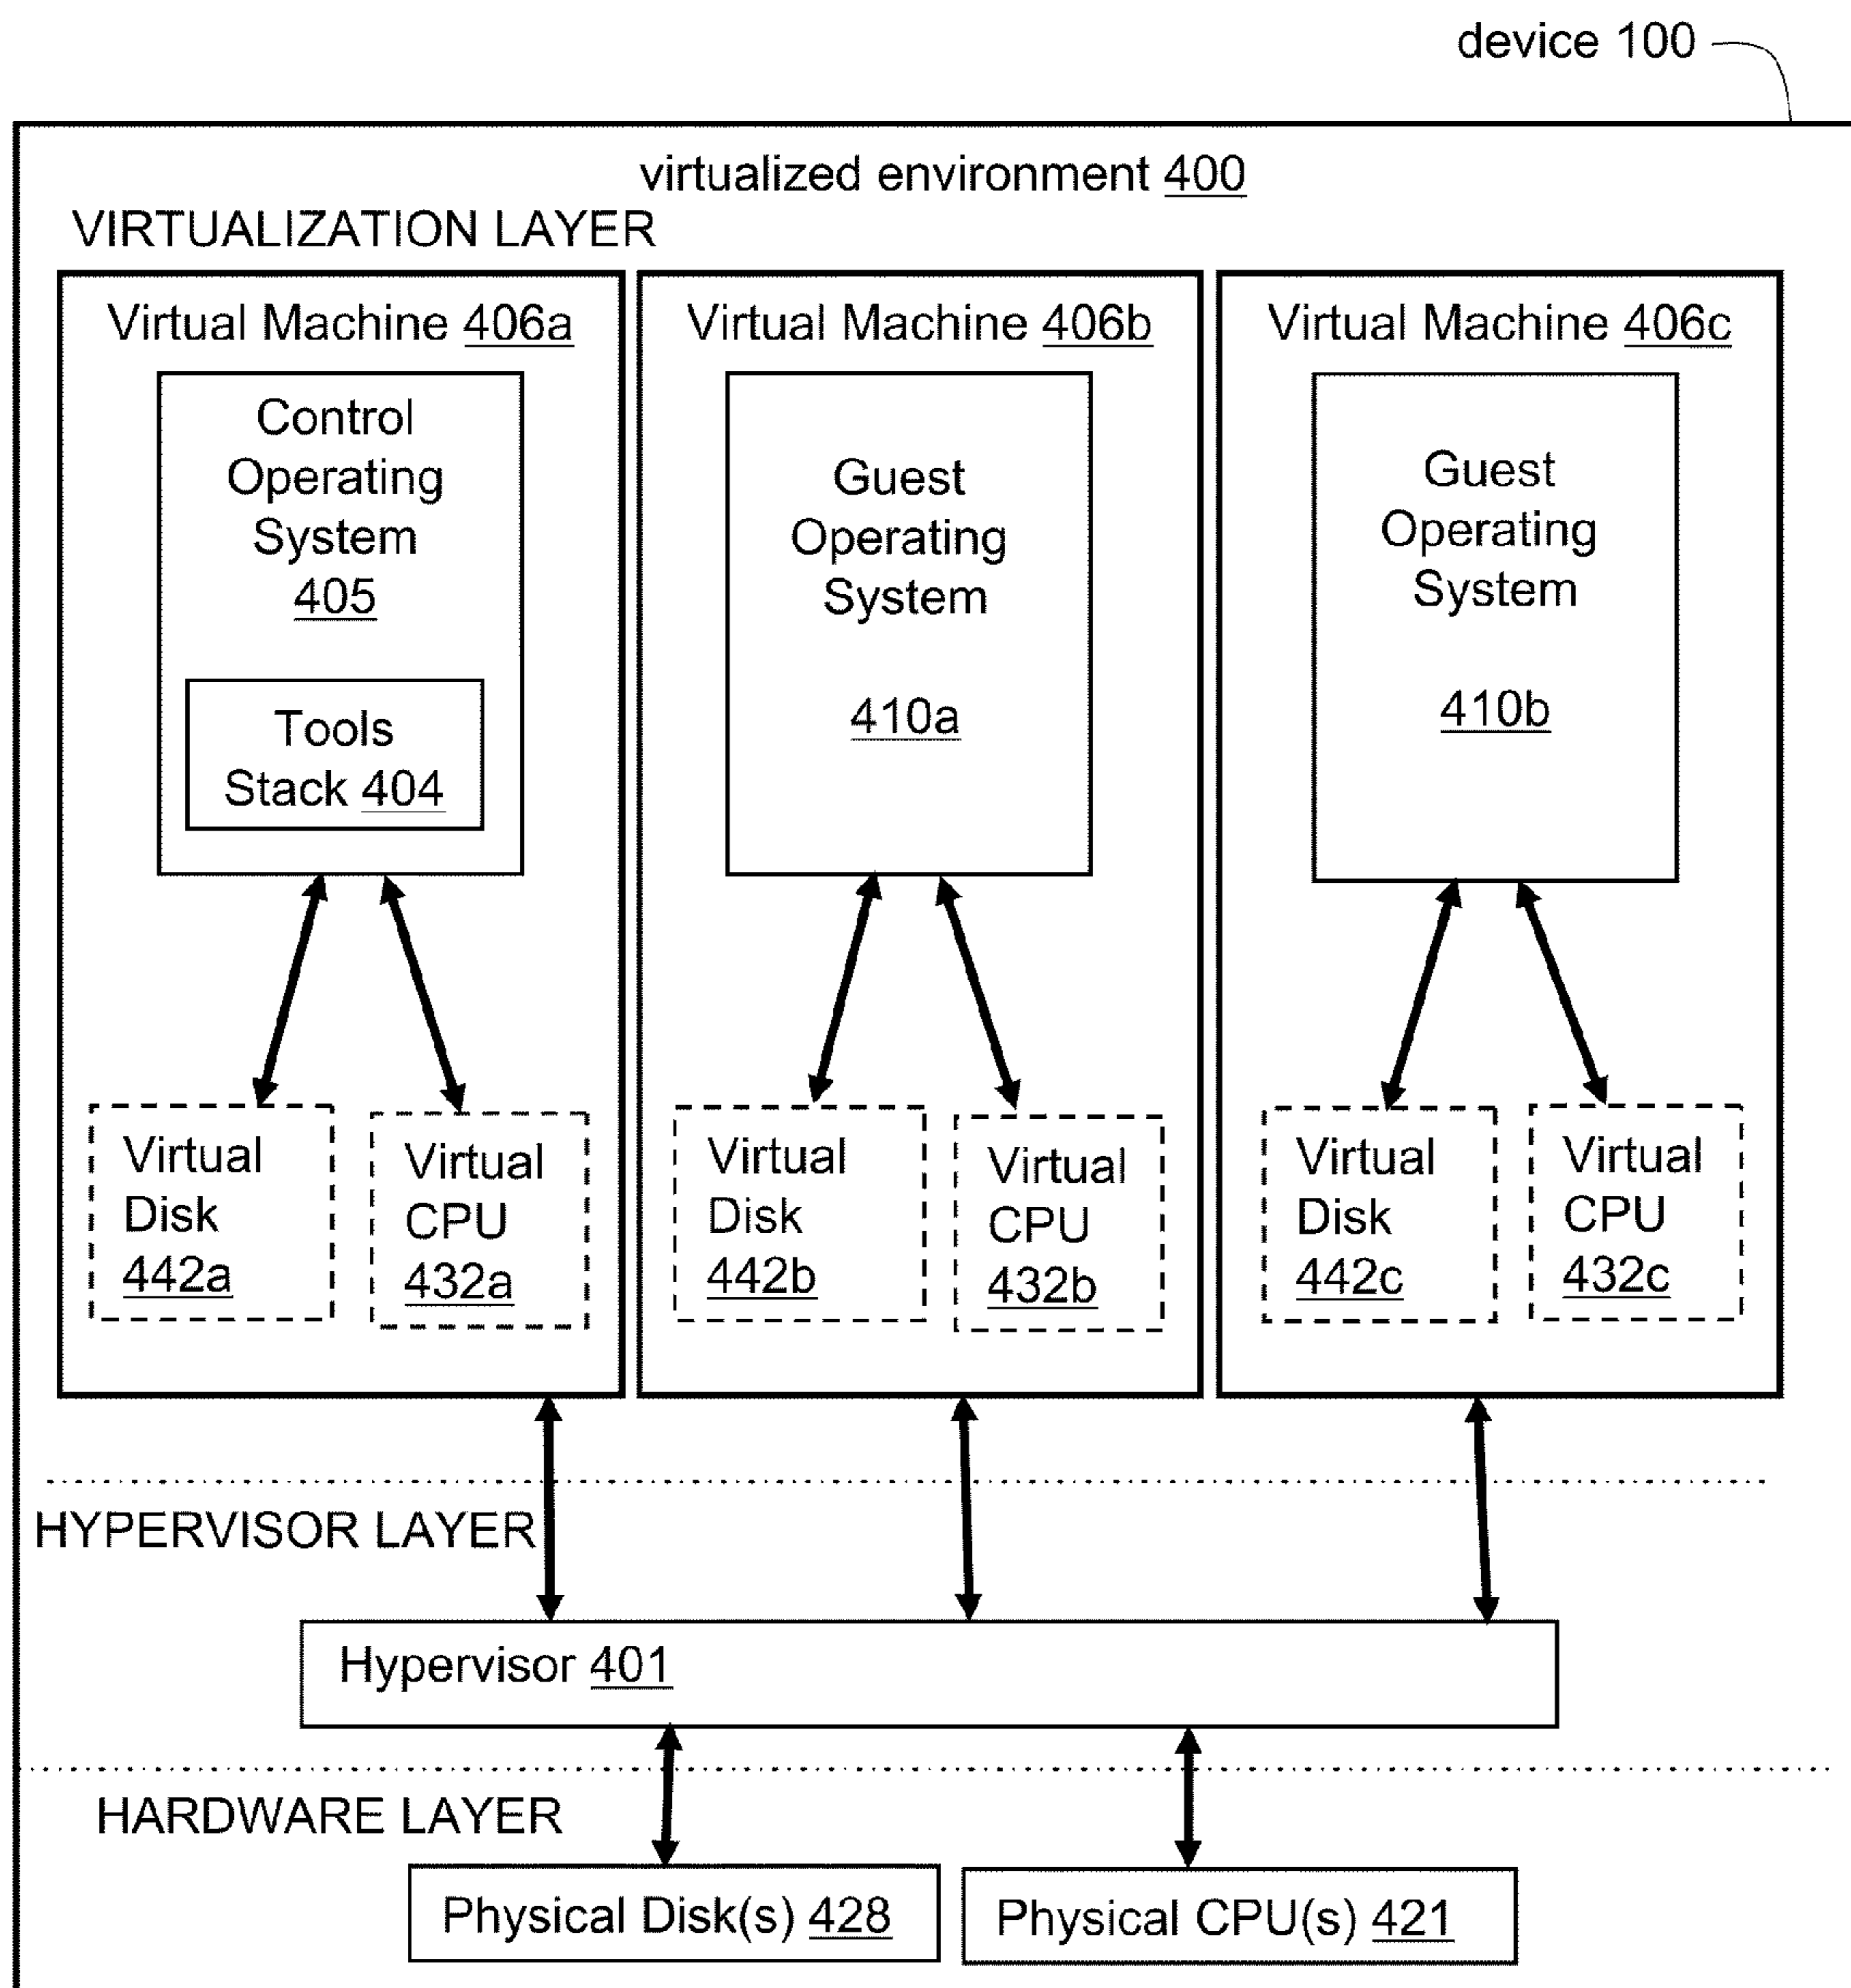 device 100
virtualized environment 400
VIRTUALIZATION LAYER
Virtual Machine 406a
Control
Operating
System
405
Tools
Stack 404
Virtual
Disk
442a
Virtual
CPU
432a
Virtual Machine 406b
Guest
Operating
System
410a
Virtual
Disk
442b
Virtual
CPU
432b
Virtual Machine 406c
Guest
Operating
System
410b
Virtual
Disk
442c
Virtual
CPU
432c
HYPERVISOR LAYER
Hypervisor 401
HARDWARE LAYER
Physical Disk(s) 428
Physical CPU(s) 421